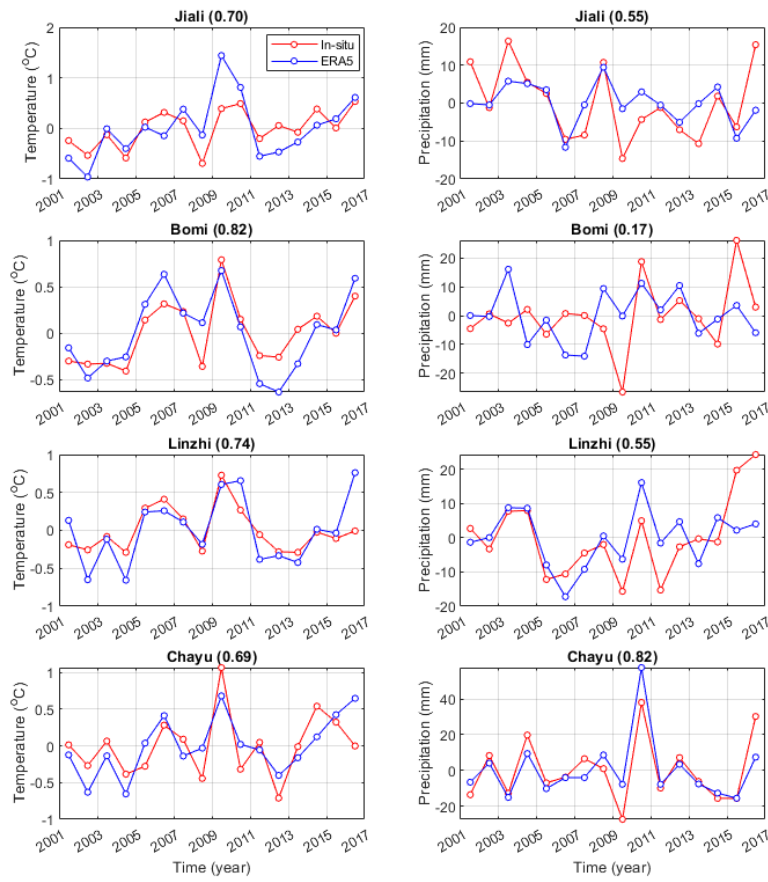 Jiali (0.70)
Temperature (°C)
2
1
0
-1
In-situ
ERA5
2001 2003 2005 2007 2009 2011 2013 2015 2017
Jiali (0.55)
Precipitation (mm)
20
10
0
-10
-20
2001 2003 2005 2007 2009 2011 2013 2015 2017
Bomi (0.82)
Temperature (°C)
1
0.5
0
-0.5
2001 2003 2005 2007 2009 2011 2013 2015 2017
Bomi (0.17)
Precipitation (mm)
20
10
0
-10
-20
2001 2003 2005 2007 2009 2011 2013 2015 2017
Linzhi (0.74)
Temperature (°C)
1
0.5
0
-0.5
-1
2001 2003 2005 2007 2009 2011 2013 2015 2017
Linzhi (0.55)
Precipitation (mm)
20
10
0
-10
-20
2001 2003 2005 2007 2009 2011 2013 2015 2017
Chayu (0.69)
Temperature (°C)
1
0.5
0
-0.5
-1
2001 2003 2005 2007 2009 2011 2013 2015 2017
Time (year)
Chayu (0.82)
Precipitation (mm)
40
20
0
-20
2001 2003 2005 2007 2009 2011 2013 2015 2017
Time (year)